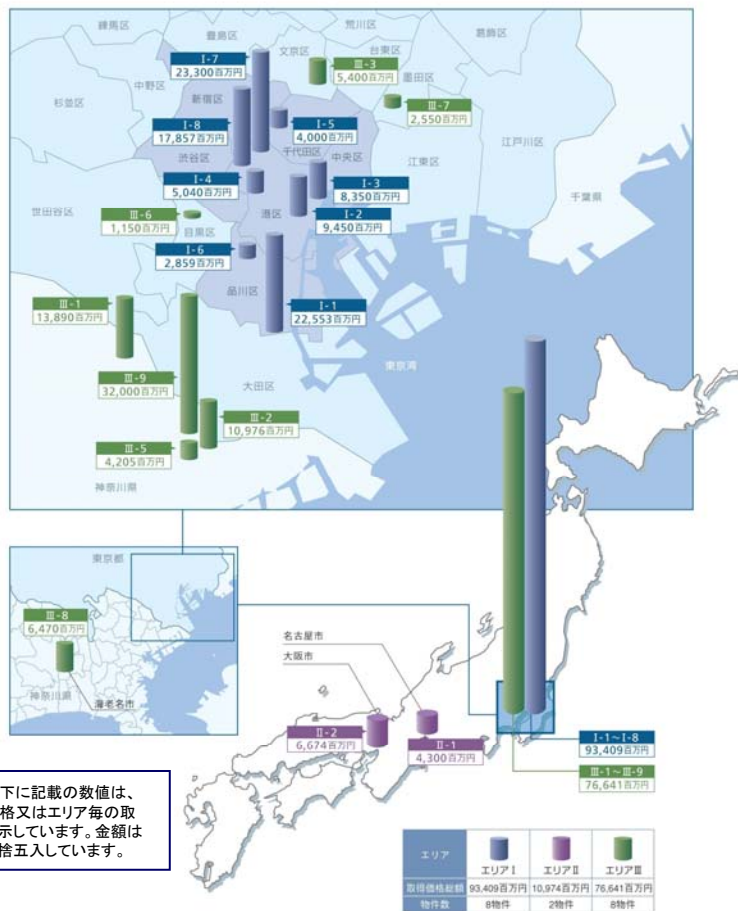 練馬区
豊島区
荒川区
葛飾区
文京区
台東区
I-7
23,300百万円
III-3
5,400百万円
墨田区
中野区
新宿区
III-7
2,550百万円
杉並区
I-8
17,857百万円
I-5
4,000百万円
江戸川区
千代田区
中央区
江東区
渋谷区
I-4
5,040百万円
I-3
8,350百万円
千葉県
世田谷区
III-6
1,150百万円
港区
I-2
9,450百万円
目黒区
I-6
2,859百万円
品川区
I-1
22,553百万円
III-1
13,890百万円
東京湾
III-9
32,000百万円
大田区
III-2
10,976百万円
III-5
4,205百万円
神奈川県
東京都
III-8
6,470百万円
神奈川県
海老名市
名古屋市
大阪市
II-2
6,674百万円
II-1
4,300百万円
I-1～I-8
93,409百万円
III-1～III-9
76,641百万円
下に記載の数値は、
格又はエリア毎の取
示しています。金額は
捨五入しています。
エリア エリアI エリアII エリアIII
取得価格総額 93,409百万円 10,974百万円 76,641百万円
物件数 8物件 2物件 8物件